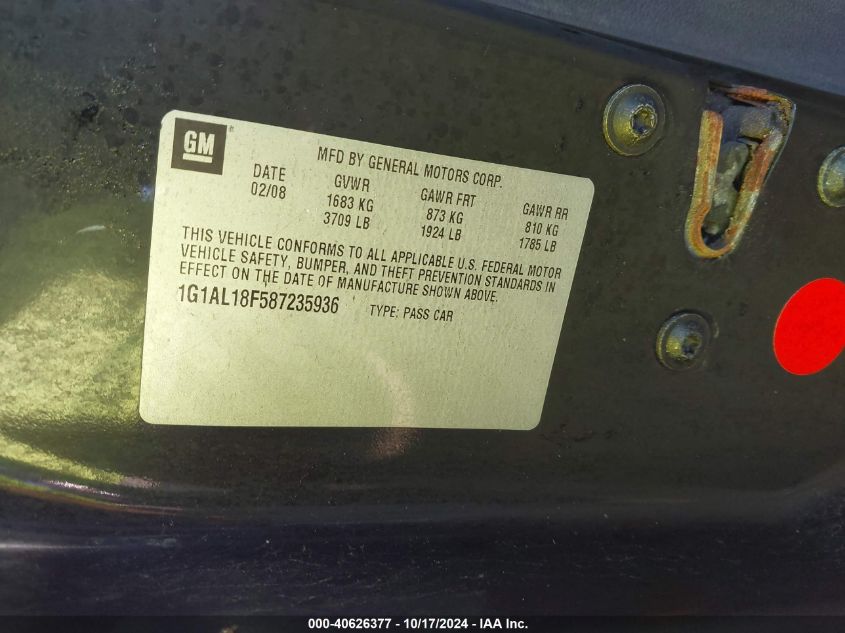 GM
MFD BY GENERAL MOTORS CORP.
DATE GVWR GAWR FRT GAWR RR
02/08 1683 KG 873 KG 810 KG
3709 LB 1924 LB 1785 LB
THIS VEHICLE CONFORMS TO ALL APPLICABLE U.S. FEDERAL MOTOR
VEHICLE SAFETY, BUMPER, AND THEFT PREVENTION STANDARDS IN
EFFECT ON THE DATE OF MANUFACTURE SHOWN ABOVE.
1G1AL18F587235936 TYPE: PASS CAR
000-40626377 - 10/17/2024 - IAA Inc.